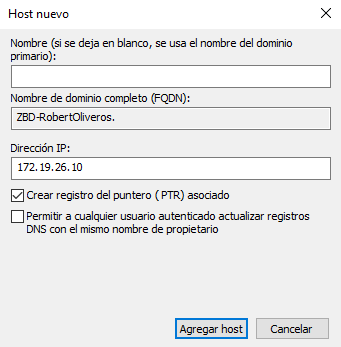 Host nuevo
Nombre (si se deja en blanco, se usa el nombre del dominio
primario):
Nombre de dominio completo (FQDN):
ZBD-RobertOliveros.
Dirección IP:
172.19.26.10
Crear registro del puntero (PTR) asociado
Permitir a cualquier usuario autenticado actualizar registros
DNS con el mismo nombre de propietario
Agregar host
Cancelar